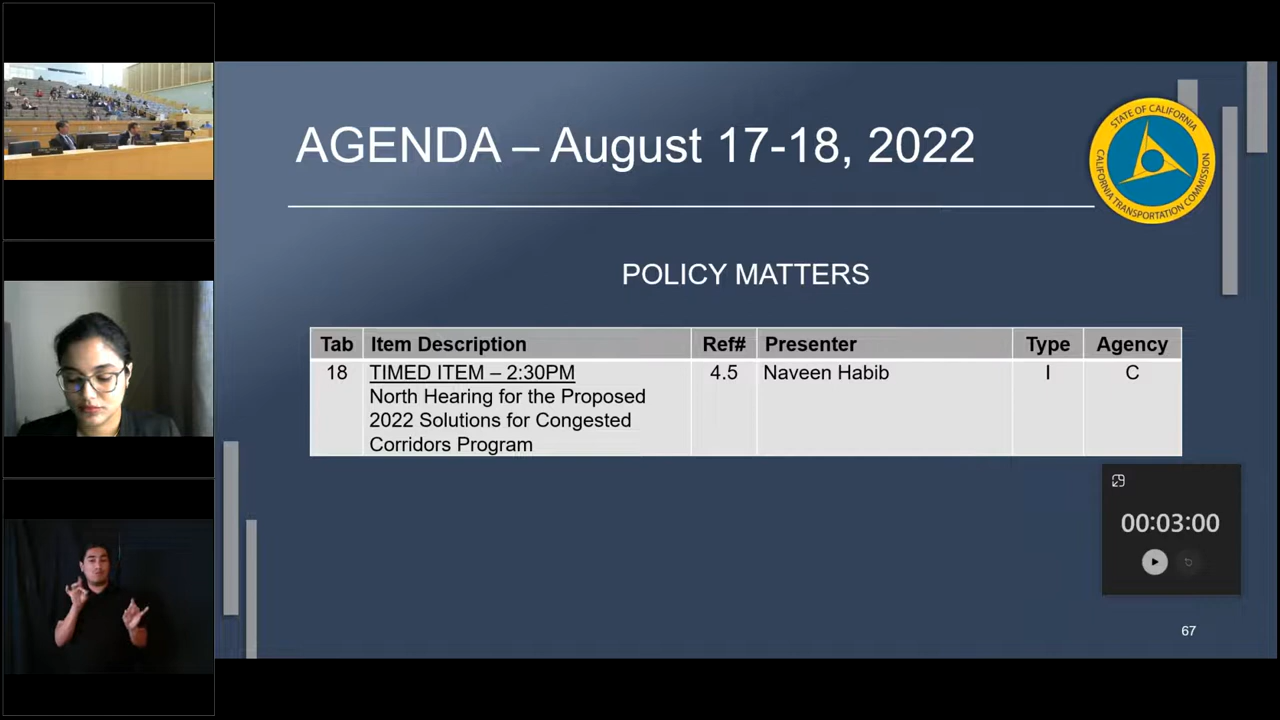 AGENDA – August 17-18, 2022
STATE OF CALIFORNIA
CALIFORNIA TRANSPORTATION COMMISSION
POLICY MATTERS
Tab Item Description Ref# Presenter Type Agency
18 TIMED ITEM – 2:30PM 4.5 Naveen Habib I C
North Hearing for the Proposed
2022 Solutions for Congested
Corridors Program
00:03:00
67